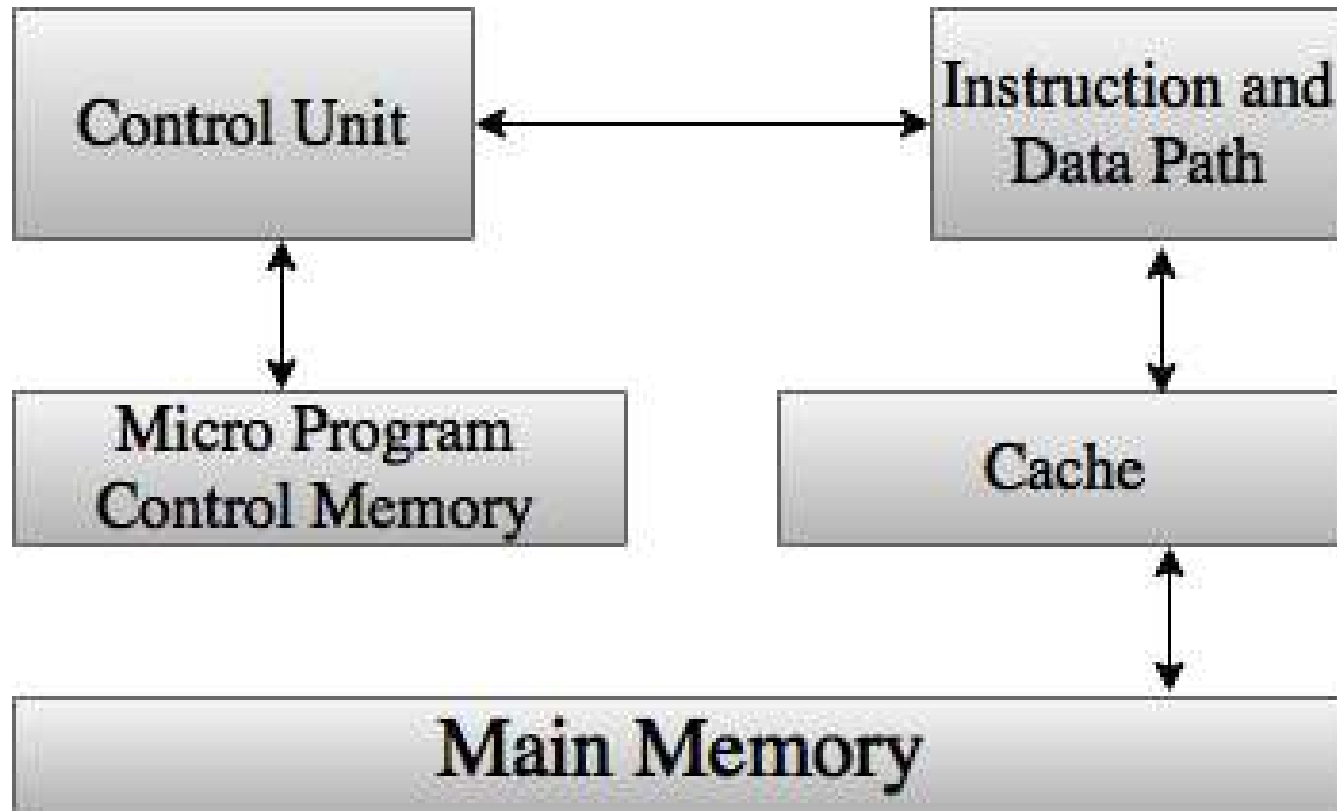 Control Unit
Instruction and
Data Path
Micro Program
Control Memory
Cache
Main Memory